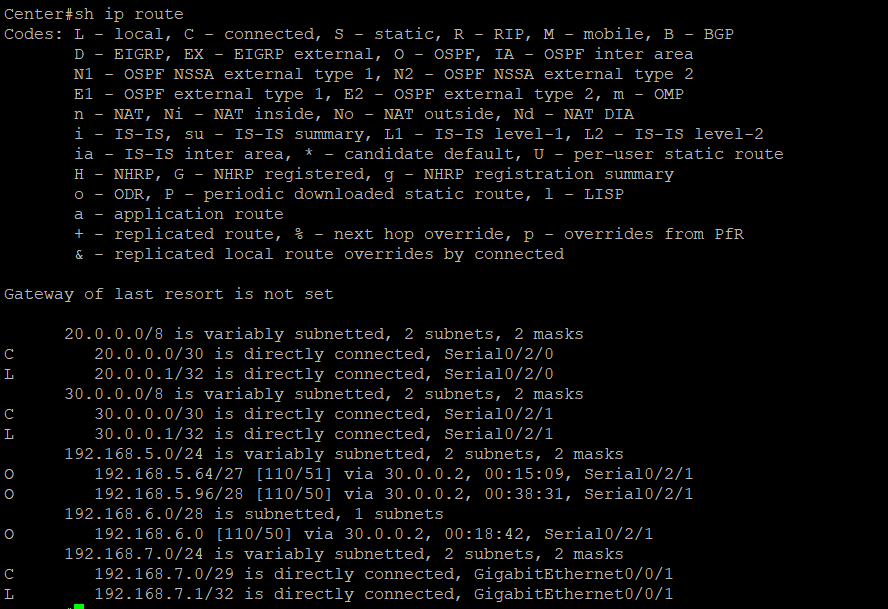 Center#sh ip route
Codes: L - local, C - connected, S - static, R - RIP, M - mobile, B - BGP
       D - EIGRP, EX - EIGRP external, O - OSPF, IA - OSPF inter area
       N1 - OSPF NSSA external type 1, N2 - OSPF NSSA external type 2
       E1 - OSPF external type 1, E2 - OSPF external type 2, m - OMP
       n - NAT, Ni - NAT inside, No - NAT outside, Nd - NAT DIA
       i - IS-IS, su - IS-IS summary, L1 - IS-IS level-1, L2 - IS-IS level-2
       ia - IS-IS inter area, * - candidate default, U - per-user static route
       H - NHRP, G - NHRP registered, g - NHRP registration summary
       o - ODR, P - periodic downloaded static route, l - LISP
       a - application route
       + - replicated route, % - next hop override, p - overrides from PfR
       & - replicated local route overrides by connected

Gateway of last resort is not set

      20.0.0.0/8 is variably subnetted, 2 subnets, 2 masks
C        20.0.0.0/30 is directly connected, Serial0/2/0
L        20.0.0.1/32 is directly connected, Serial0/2/0
      30.0.0.0/8 is variably subnetted, 2 subnets, 2 masks
C        30.0.0.0/30 is directly connected, Serial0/2/1
L        30.0.0.1/32 is directly connected, Serial0/2/1
      192.168.5.0/24 is variably subnetted, 2 subnets, 2 masks
O        192.168.5.64/27 [110/51] via 30.0.0.2, 00:15:09, Serial0/2/1
O        192.168.5.96/28 [110/50] via 30.0.0.2, 00:38:31, Serial0/2/1
      192.168.6.0/28 is subnetted, 1 subnets
O        192.168.6.0 [110/50] via 30.0.0.2, 00:18:42, Serial0/2/1
      192.168.7.0/24 is variably subnetted, 2 subnets, 2 masks
C        192.168.7.0/29 is directly connected, GigabitEthernet0/0/1
L        192.168.7.1/32 is directly connected, GigabitEthernet0/0/1